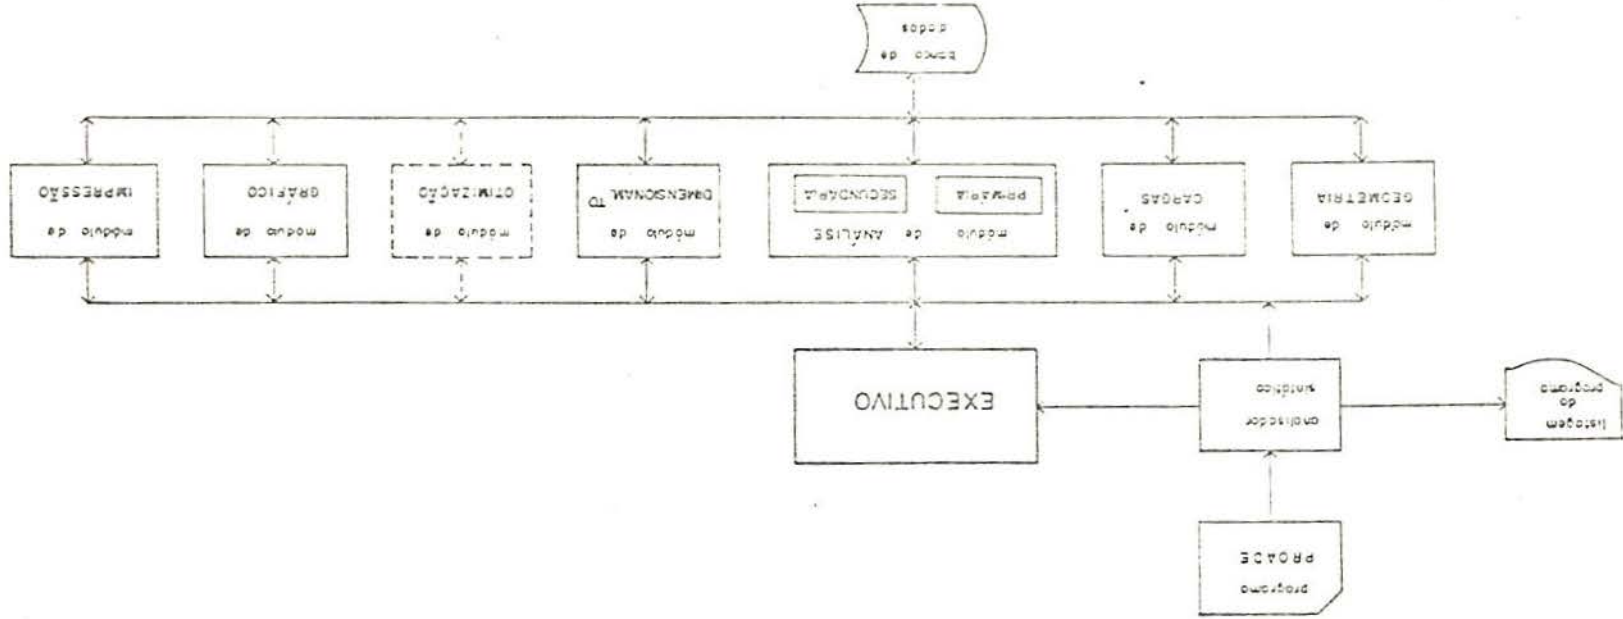 programa
PROADE
listagem
do
programa
analisador
sintático
EXECUTIVO
módulo de
GEOMETRIA
módulo de
CARGAS
módulo de ANÁLISE
PRIMÁRIA
SECUNDÁRIA
módulo de
DIMENSIONAM.TO
módulo de
OTIMIZAÇÃO
módulo de
GRÁFICO
módulo de
IMPRESSÃO
banco de
dados